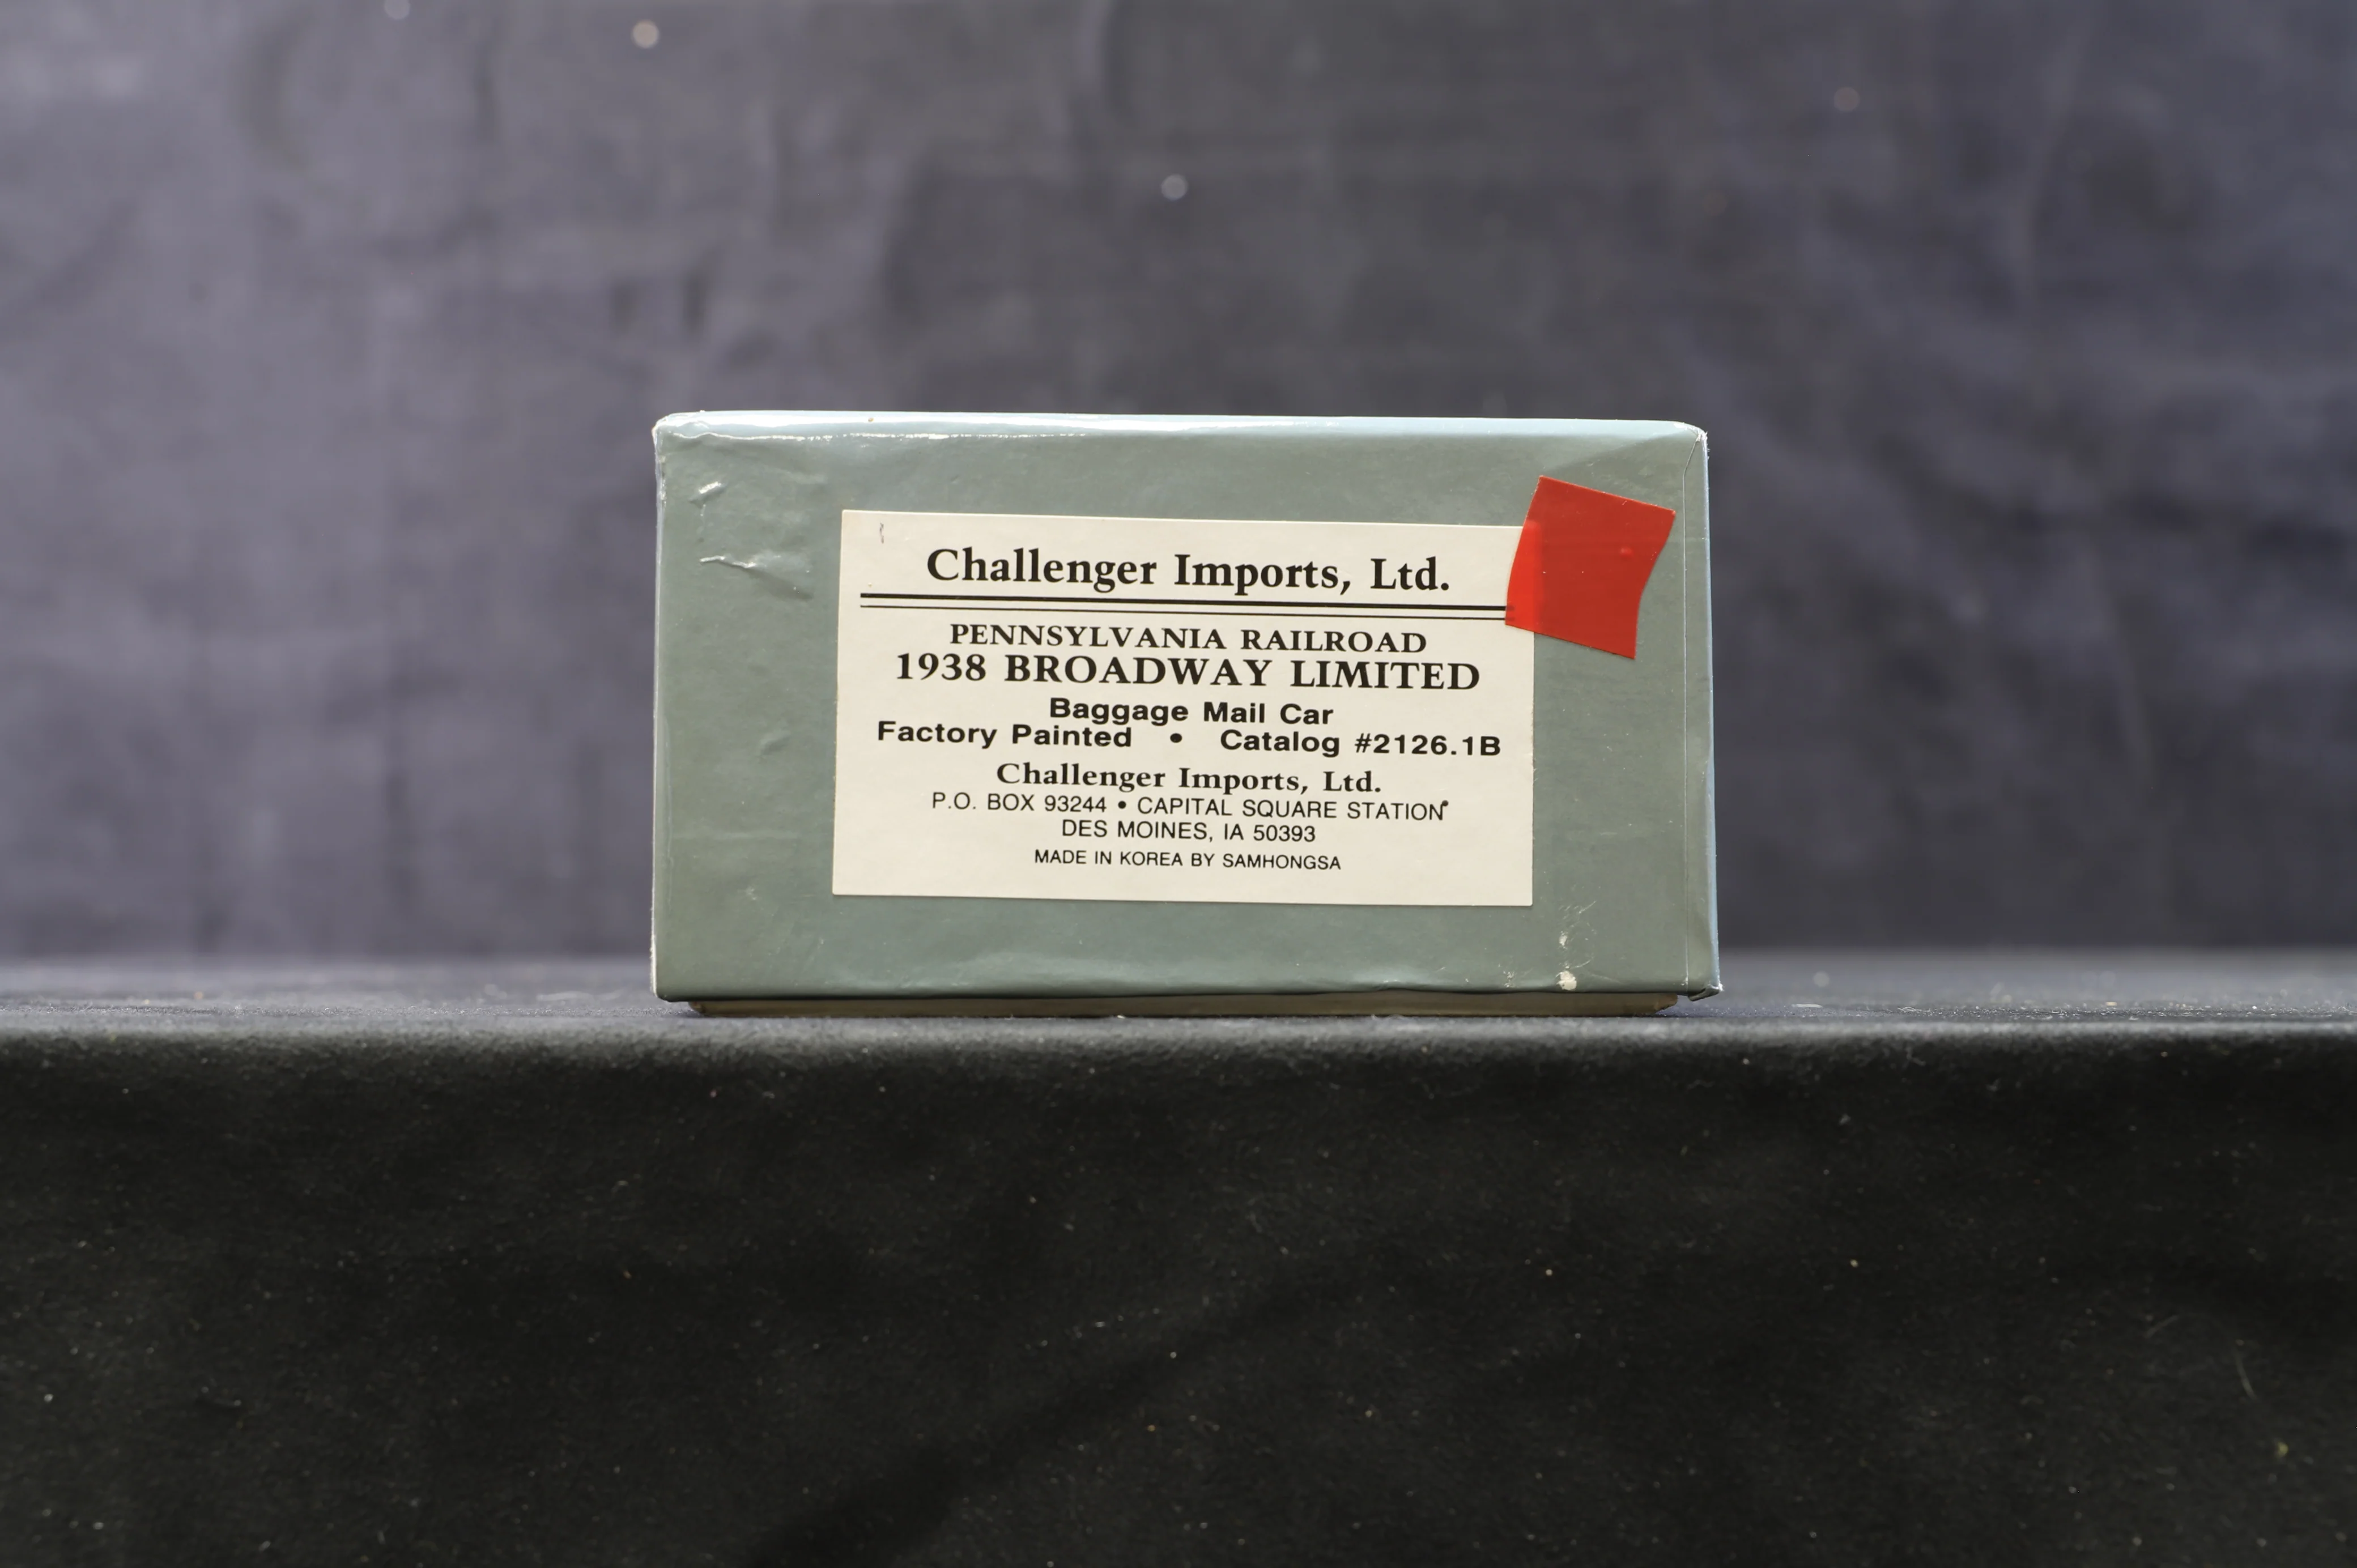 Challenger Imports, Ltd.
PENNSYLVANIA RAILROAD
1938 BROADWAY LIMITED
Baggage Mail Car
Factory Painted • Catalog #2126.1B
Challenger Imports, Ltd.
P.O. BOX 93244 • CAPITAL SQUARE STATION
DES MOINES, IA 50393
MADE IN KOREA BY SAMHONGSA